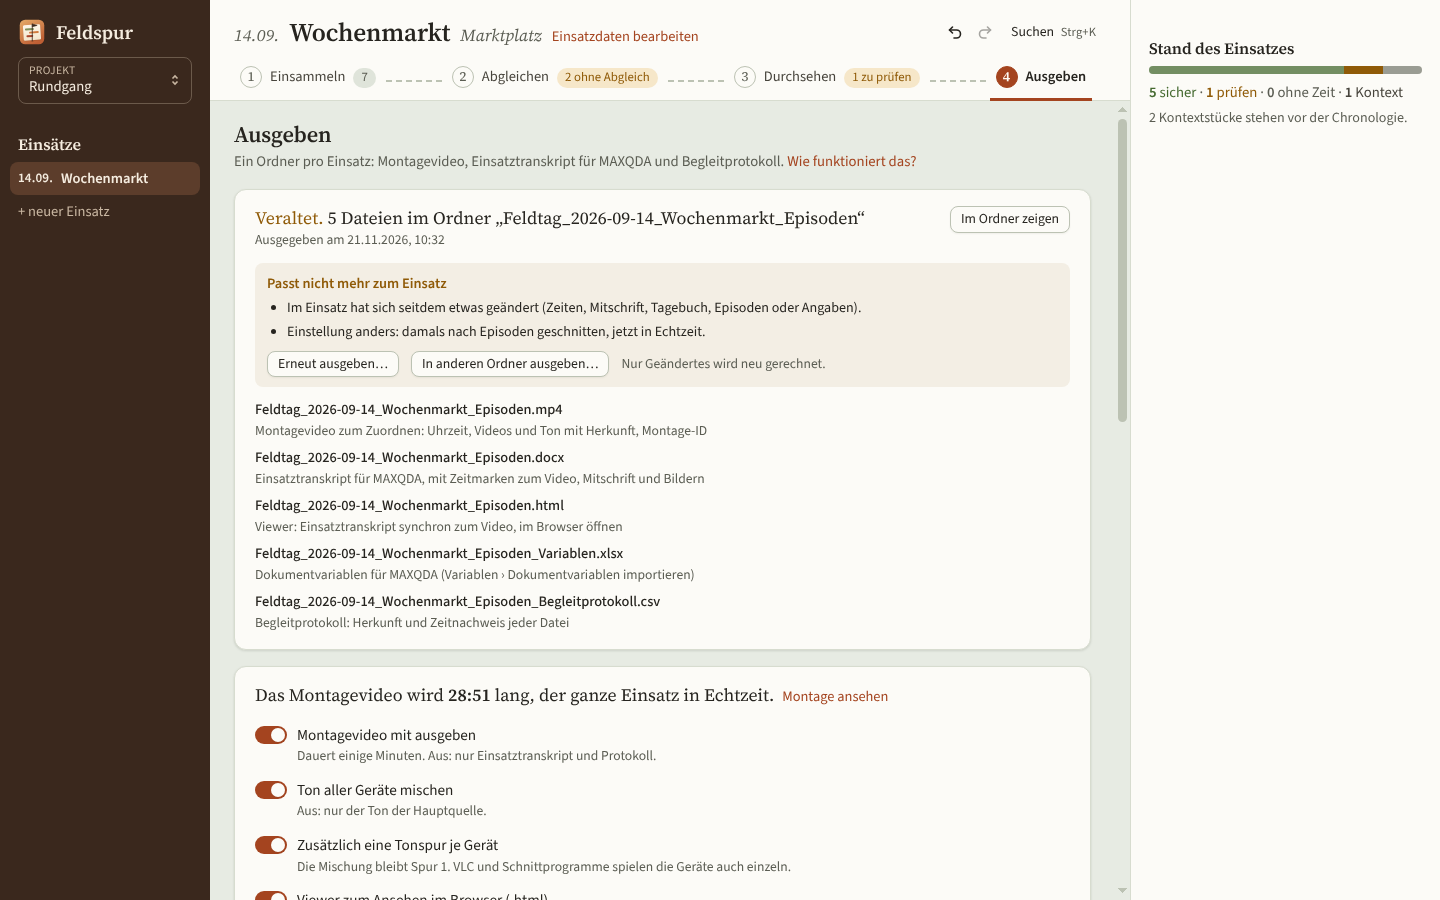 Feldspur
PROJEKT
Rundgang
Einsätze
14.09. Wochenmarkt
+ neuer Einsatz
14.09. Wochenmarkt Marktplatz Einsatzdaten bearbeiten
Suchen Strg+K
1 Einsammeln 7
2 Abgleichen 2 ohne Abgleich
3 Durchsehen 1 zu prüfen
4 Ausgeben
Ausgeben
Ein Ordner pro Einsatz: Montagevideo, Einsatztranskript für MAXQDA und Begleitprotokoll. Wie funktioniert das?
Veraltet. 5 Dateien im Ordner „Feldtag_2026-09-14_Wochenmarkt_Episoden“
Im Ordner zeigen
Ausgegeben am 21.11.2026, 10:32
Passt nicht mehr zum Einsatz
• Im Einsatz hat sich seitdem etwas geändert (Zeiten, Mitschrift, Tagebuch, Episoden oder Angaben).
• Einstellung anders: damals nach Episoden geschnitten, jetzt in Echtzeit.
Erneut ausgeben… In anderen Ordner ausgeben… Nur Geändertes wird neu gerechnet.
Feldtag_2026-09-14_Wochenmarkt_Episoden.mp4
Montagevideo zum Zuordnen: Uhrzeit, Videos und Ton mit Herkunft, Montage-ID
Feldtag_2026-09-14_Wochenmarkt_Episoden.docx
Einsatztranskript für MAXQDA, mit Zeitmarken zum Video, Mitschrift und Bildern
Feldtag_2026-09-14_Wochenmarkt_Episoden.html
Viewer: Einsatztranskript synchron zum Video, im Browser öffnen
Feldtag_2026-09-14_Wochenmarkt_Episoden_Variablen.xlsx
Dokumentvariablen für MAXQDA (Variablen › Dokumentvariablen importieren)
Feldtag_2026-09-14_Wochenmarkt_Episoden_Begleitprotokoll.csv
Begleitprotokoll: Herkunft und Zeitnachweis jeder Datei
Das Montagevideo wird 28:51 lang, der ganze Einsatz in Echtzeit. Montage ansehen
Montagevideo mit ausgeben
Dauert einige Minuten. Aus: nur Einsatztranskript und Protokoll.
Ton aller Geräte mischen
Aus: nur der Ton der Hauptquelle.
Zusätzlich eine Tonspur je Gerät
Die Mischung bleibt Spur 1. VLC und Schnittprogramme spielen die Geräte auch einzeln.
Viewer zum Ansehen im Browser (.html)
Stand des Einsatzes
5 sicher · 1 prüfen · 0 ohne Zeit · 1 Kontext
2 Kontextstücke stehen vor der Chronologie.